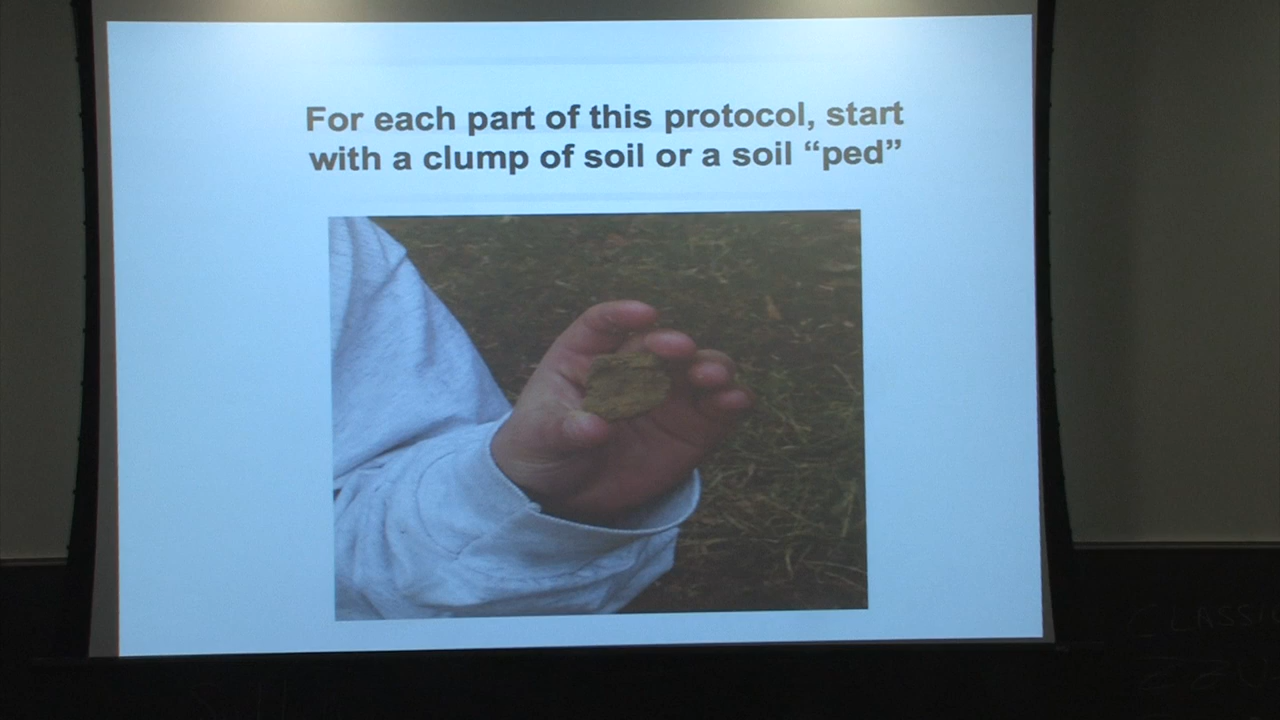 For each part of this protocol, start
with a clump of soil or a soil “ped”